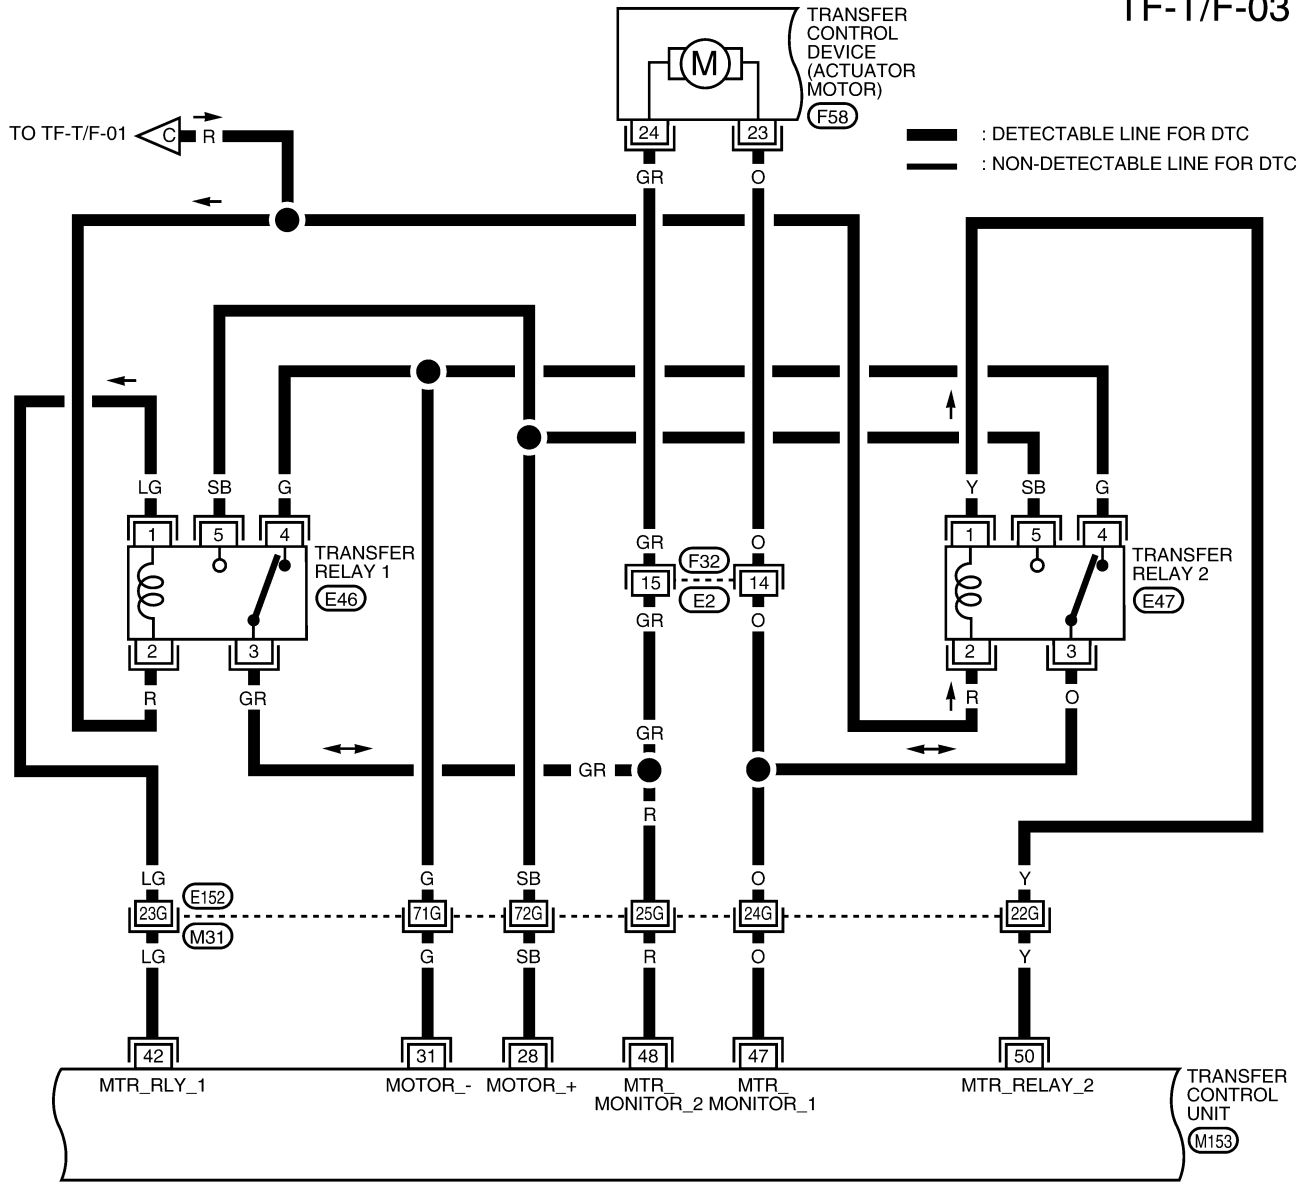 TF-T/F-03
TRANSFER
CONTROL
DEVICE
(ACTUATOR
MOTOR)
F58
M
24
23
TO TF-T/F-01
C
R
: DETECTABLE LINE FOR DTC
: NON-DETECTABLE LINE FOR DTC
GR
O
LG
SB
G
Y
SB
G
1
5
4
1
5
4
GR
O
TRANSFER
RELAY 1
E46
F32
15
14
E2
TRANSFER
RELAY 2
E47
GR
O
2
3
2
3
R
GR
R
O
GR
GR
R
LG
G
SB
O
Y
E152
23G
71G
72G
25G
24G
22G
M31
LG
G
SB
R
O
Y
42
31
28
48
47
50
MTR_RLY_1
MOTOR_-
MOTOR_+
MTR_
MONITOR_2
MTR_
MONITOR_1
MTR_RELAY_2
TRANSFER
CONTROL
UNIT
M153